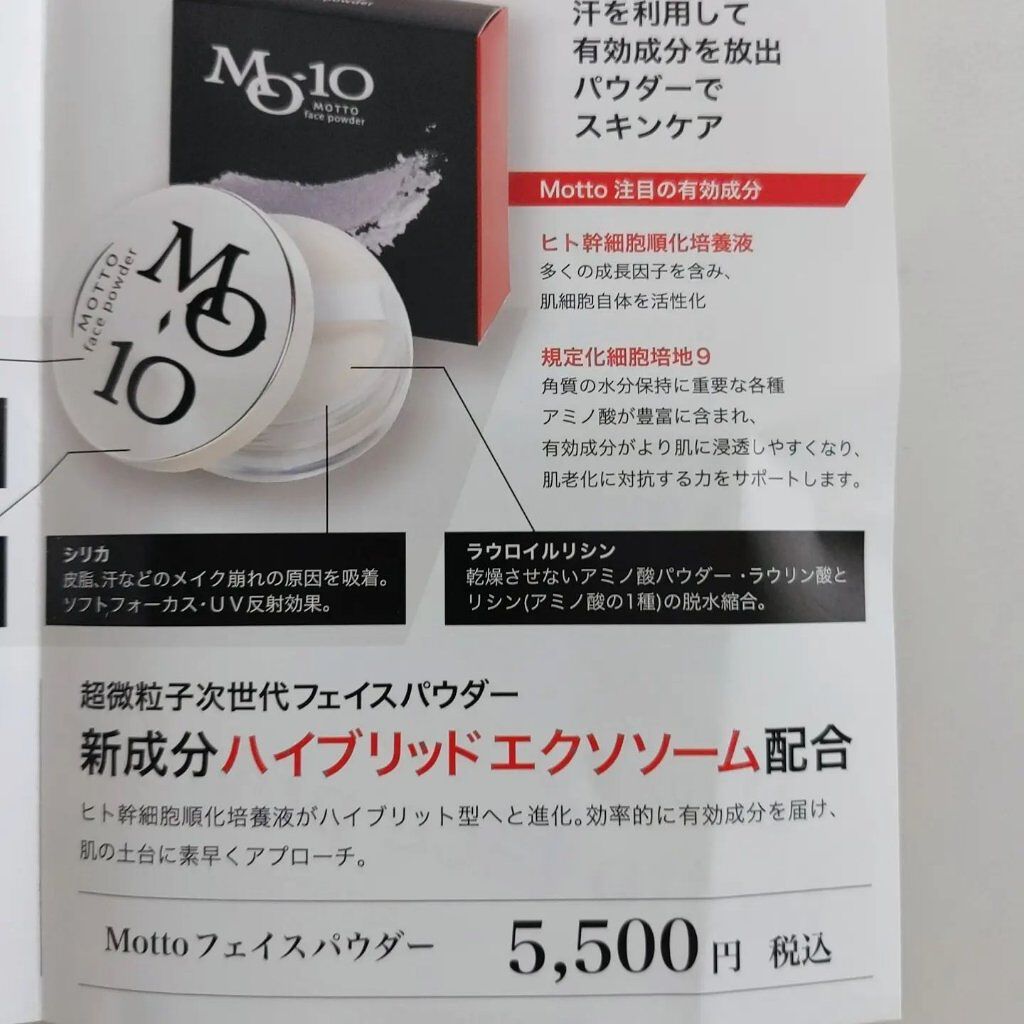 powder
MO-10
MOTTO
face powder
汗を利用して
有効成分を放出
パウダーで
スキンケア
Motto 注目の有効成分
ヒト幹細胞順化培養液
多くの成長因子を含み、
肌細胞自体を活性化
規定化細胞培地9
角質の水分保持に重要な各種
アミノ酸が豊富に含まれ、
有効成分がより肌に浸透しやすくなり、
肌老化に対抗する力をサポートします。
MOTTO
face powder
MO
10
シリカ
皮脂、汗などのメイク崩れの原因を吸着。
ソフトフォーカス・UV反射効果。
ラウロイルリシン
乾燥させないアミノ酸パウダー・ラウリン酸と
リシン(アミノ酸の1種)の脱水縮合。
超微粒子次世代フェイスパウダー
新成分ハイブリッドエクソソーム配合
ヒト幹細胞順化培養液がハイブリット型へと進化。効率的に有効成分を届け、
肌の土台に素早くアプローチ。
Mottoフェイスパウダー 5,500円 税込